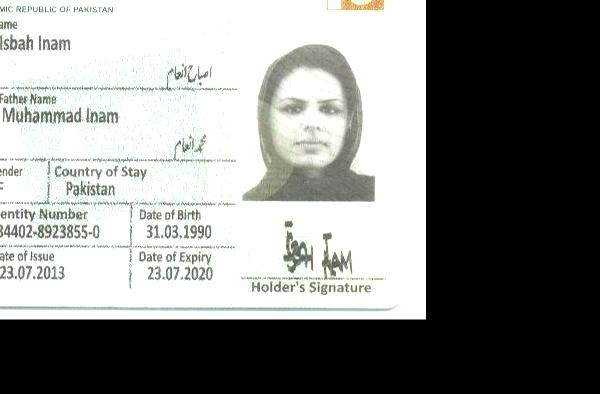 MIC REPUBLIC OF PAKISTAN
ame
Isbah Inam
اصباح انعام
Father Name
Muhammad Inam
محمد انعام
ender
Country of Stay
F
Pakistan
entity Number
Date of Birth
34402-8923855-0
31.03.1990
ate of Issue
Date of Expiry
23.07.2013
23.07.2020
Holder's Signature